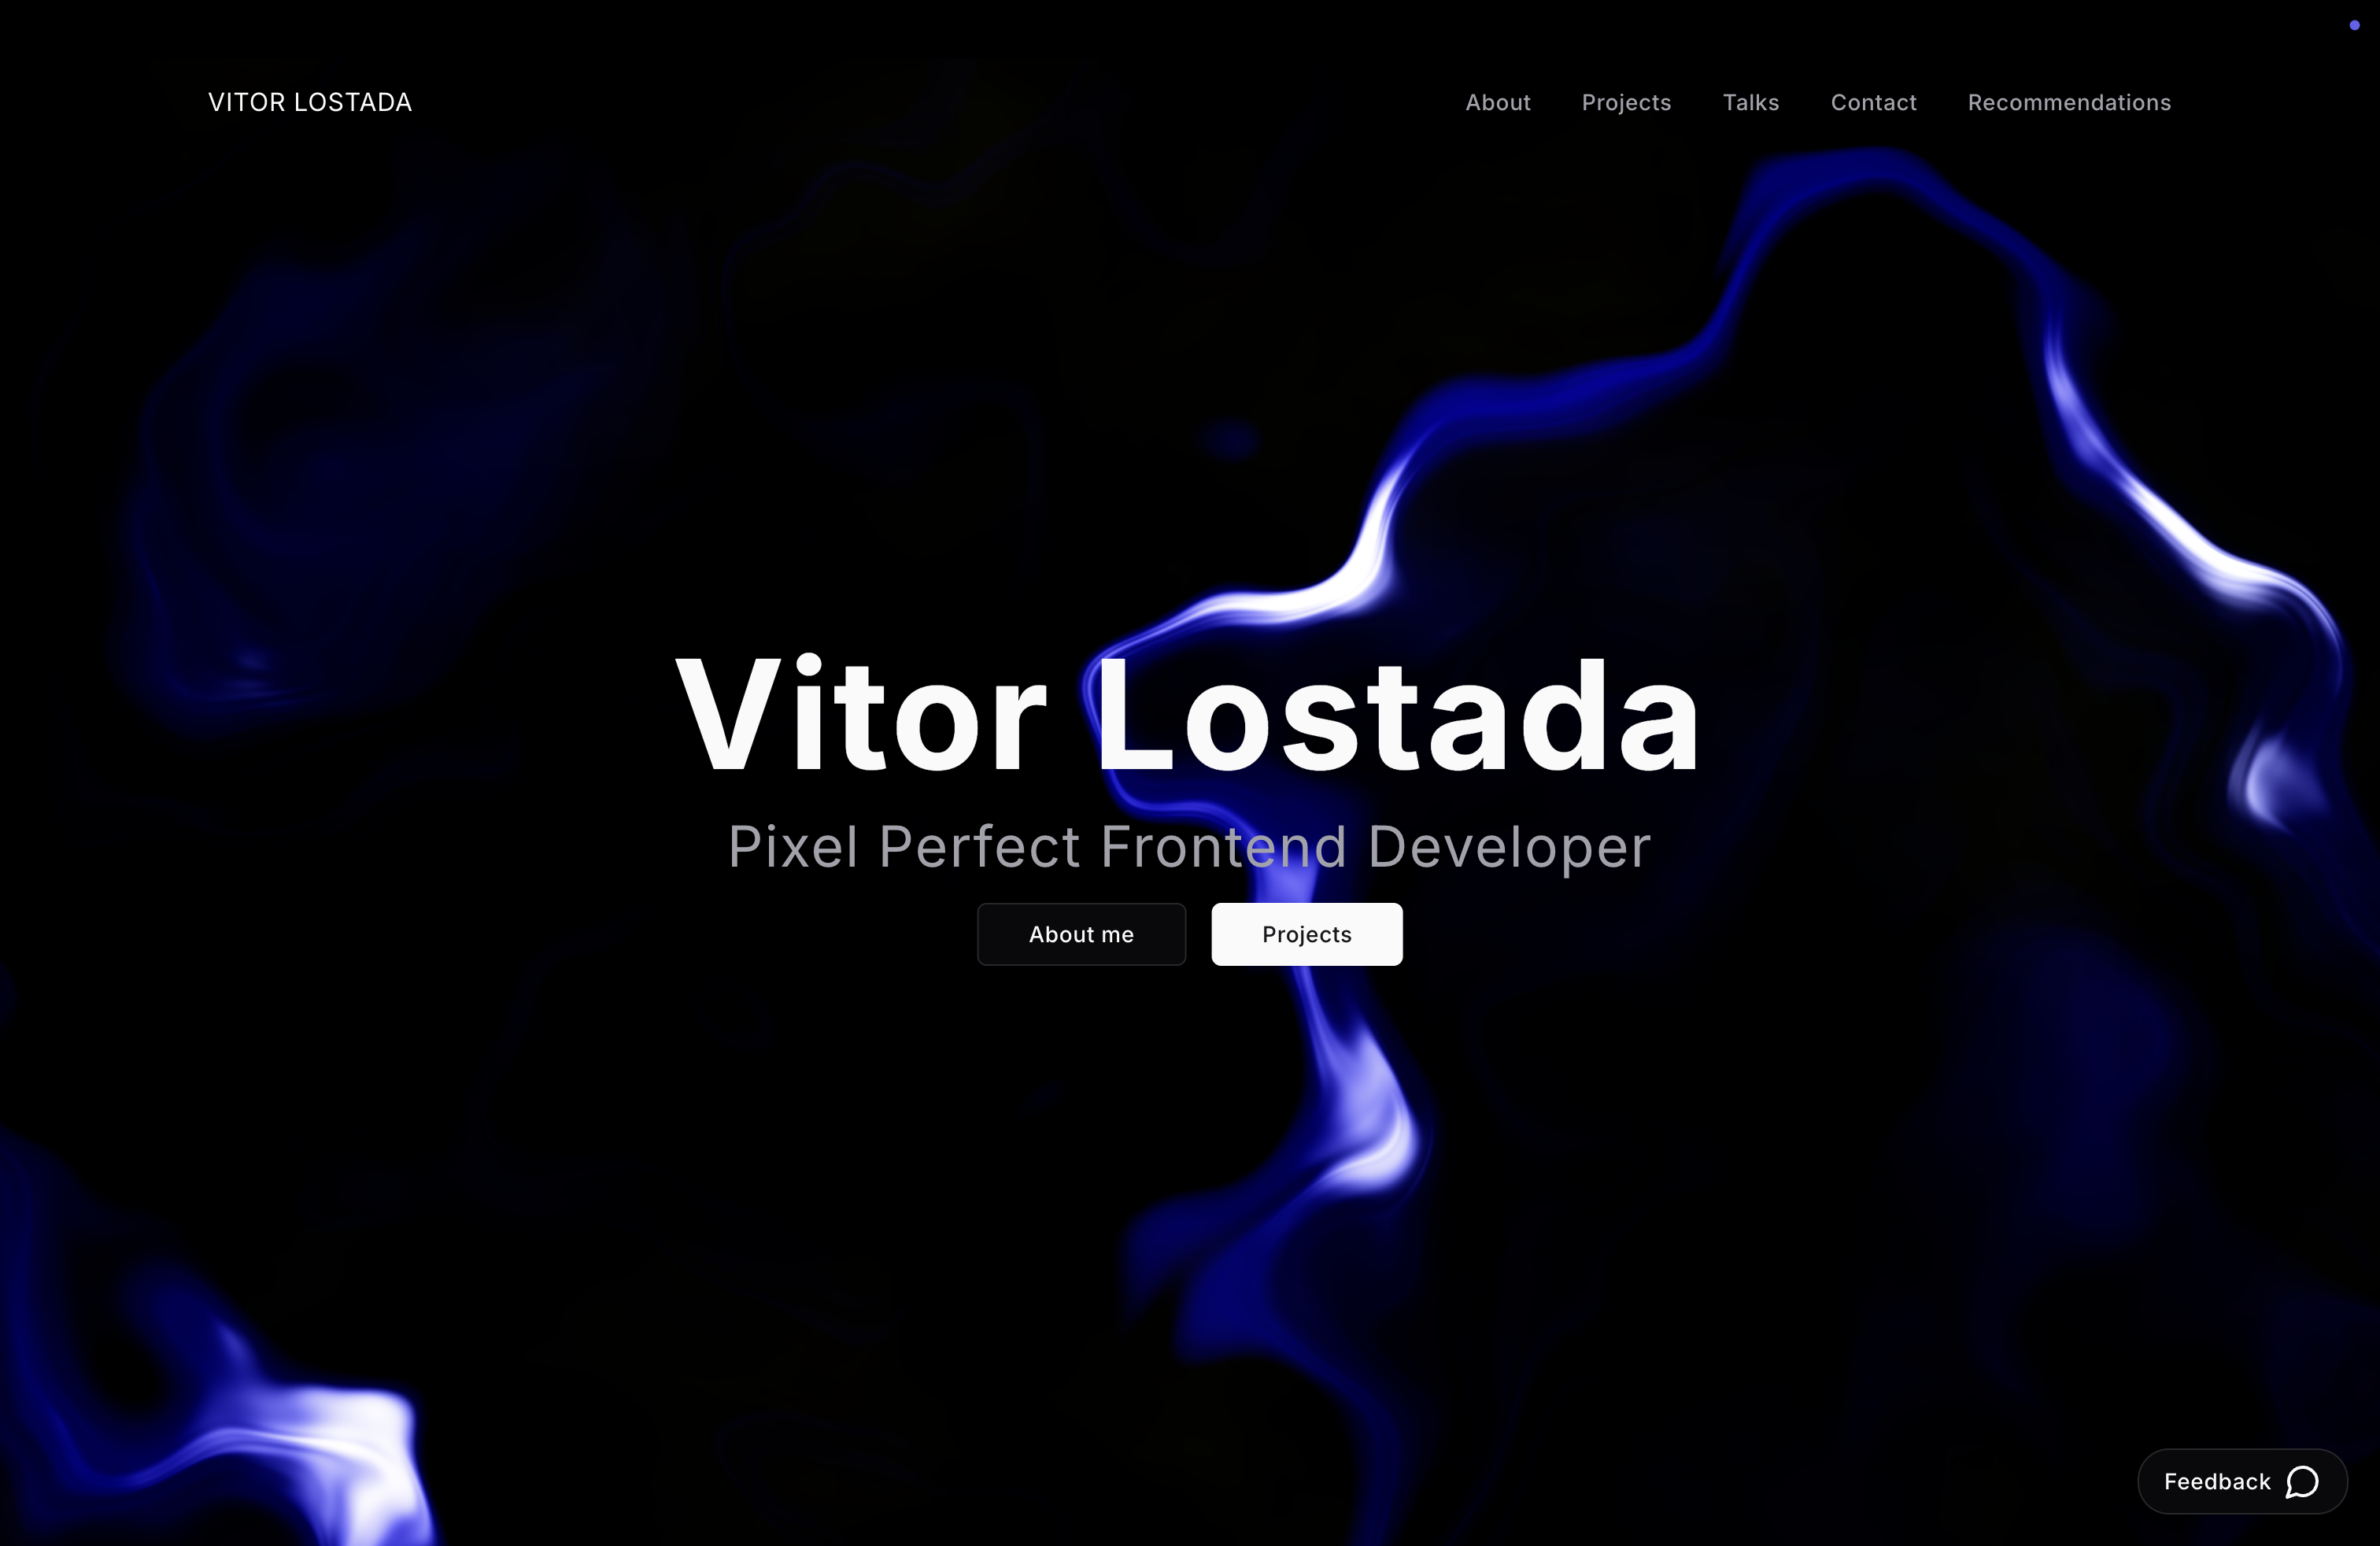 VITOR LOSTADA
About Projects Talks Contact Recommendations
Vitor Lostada
Pixel Perfect Frontend Developer
About me
Projects
Feedback